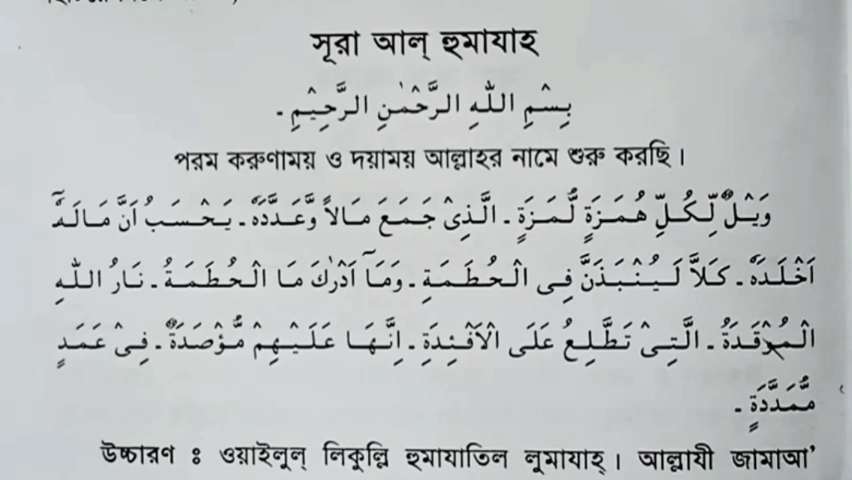 সূরা আল্ হুমাযাহ
بِسْمِ اللّٰهِ الرَّحْمٰنِ الرَّحِيْمِ ـ
পরম করুণাময় ও দয়াময় আল্লাহর নামে শুরু করছি।
وَيْلٌ لِّكُلِّ هُمَزَةٍ لُّمَزَةٍ ـ الَّذِىْ جَمَعَ مَالاً وَّعَدَّدَهٗ ـ يَحْسَبُ اَنَّ مَالَهٗٓ
اَخْلَدَهٗ ـ كَلاَّ لَيُنْۢبَذَنَّ فِى الْحُطَمَةِ ـ وَمَآ اَدْرٰكَ مَا الْحُطَمَةُ ـ نَارُ اللّٰهِ
الْمُوْقَدَةُ ـ الَّتِىْ تَطَّلِعُ عَلَى الْاَفْئِدَةِ ـ اِنَّهَا عَلَيْهِمْ مُّؤْصَدَةٌ ـ فِىْ عَمَدٍ
مُّمَدَّدَةٍ ـ
উচ্চারণ ঃ ওয়াইলুল্ লিকুল্লি হুমাযাতিল লুমাযাহ্। আল্লাযী জামাআ'